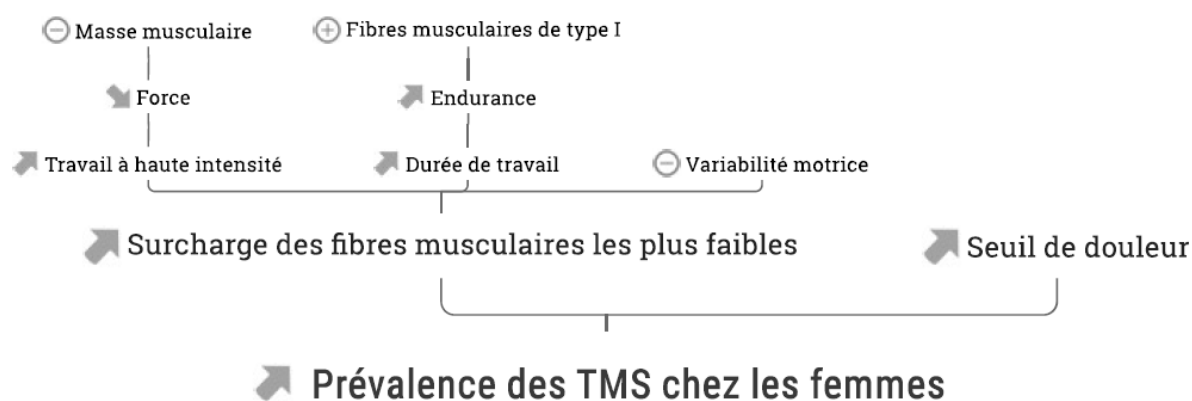 Masse musculaire
Fibres musculaires de type I
Force
Endurance
Travail à haute intensité
Durée de travail
Variabilité motrice
Surcharge des fibres musculaires les plus faibles
Seuil de douleur
Prévalence des TMS chez les femmes